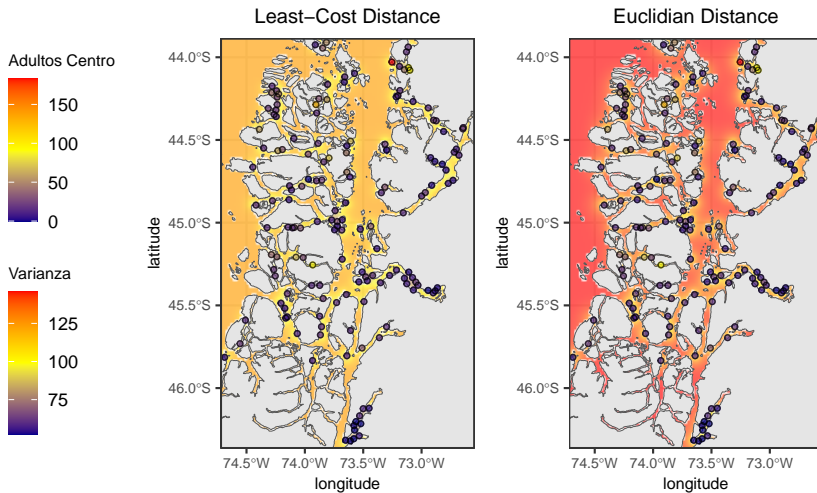 Least−Cost Distance
Euclidian Distance
Adultos Centro
150
100
50
0
Varianza
125
100
75
latitude
44.0°S
44.5°S
45.0°S
45.5°S
46.0°S
74.5°W 74.0°W 73.5°W 73.0°W
longitude
latitude
44.0°S
44.5°S
45.0°S
45.5°S
46.0°S
74.5°W 74.0°W 73.5°W 73.0°W
longitude